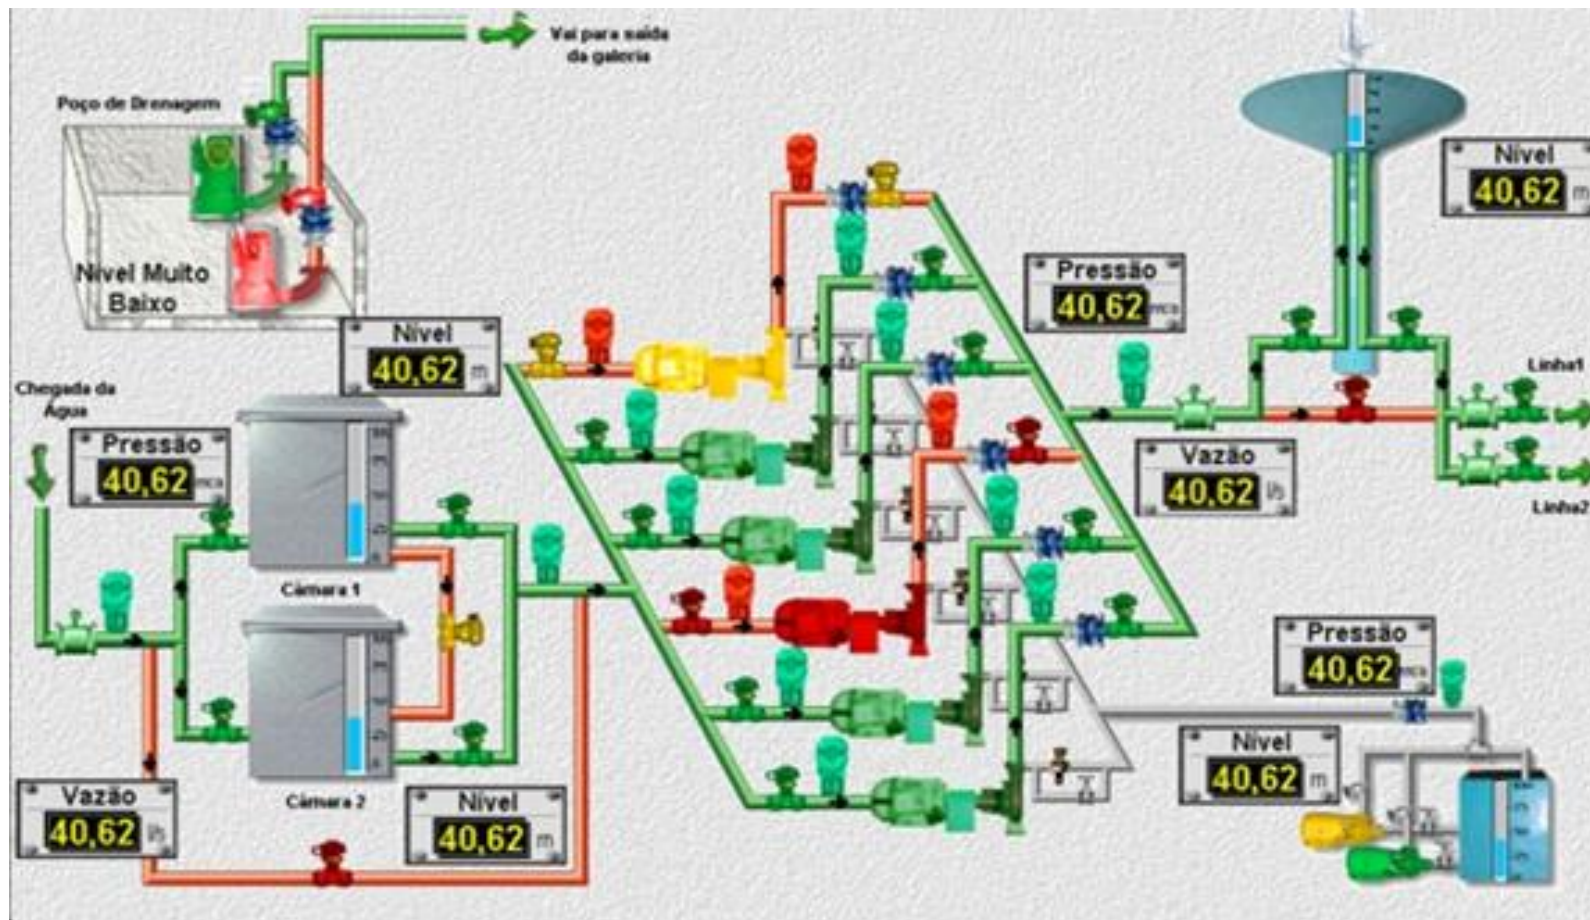 Vai para saída
da galeria
Poço de Drenagem
Nível Muito
Baixo
Nível
40,62 m
Pressão
40,62 mca
Nível
40,62 m
Chegada da
Água
Pressão
40,62 mca
Câmara 1
Câmara 2
Vazão
40,62 l/s
Nível
40,62 m
Vazão
40,62 l/s
Linha1
Linha2
Pressão
40,62 mca
Nível
40,62 m